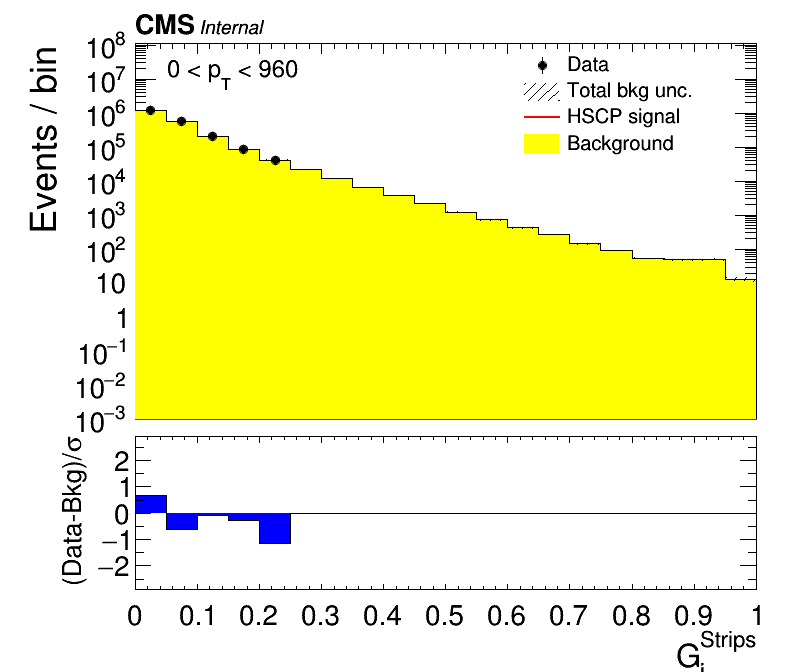 CMS Internal
10⁸
10⁷
10⁶
10⁵
10⁴
10³
10²
10
1
10⁻¹
10⁻²
10⁻³
Events / bin
0 < p_T < 960
Data
Total bkg unc.
HSCP signal
Background
(Data-Bkg)/σ
2
1
0
−1
−2
0 0.1 0.2 0.3 0.4 0.5 0.6 0.7 0.8 0.9 1
G_i^Strips